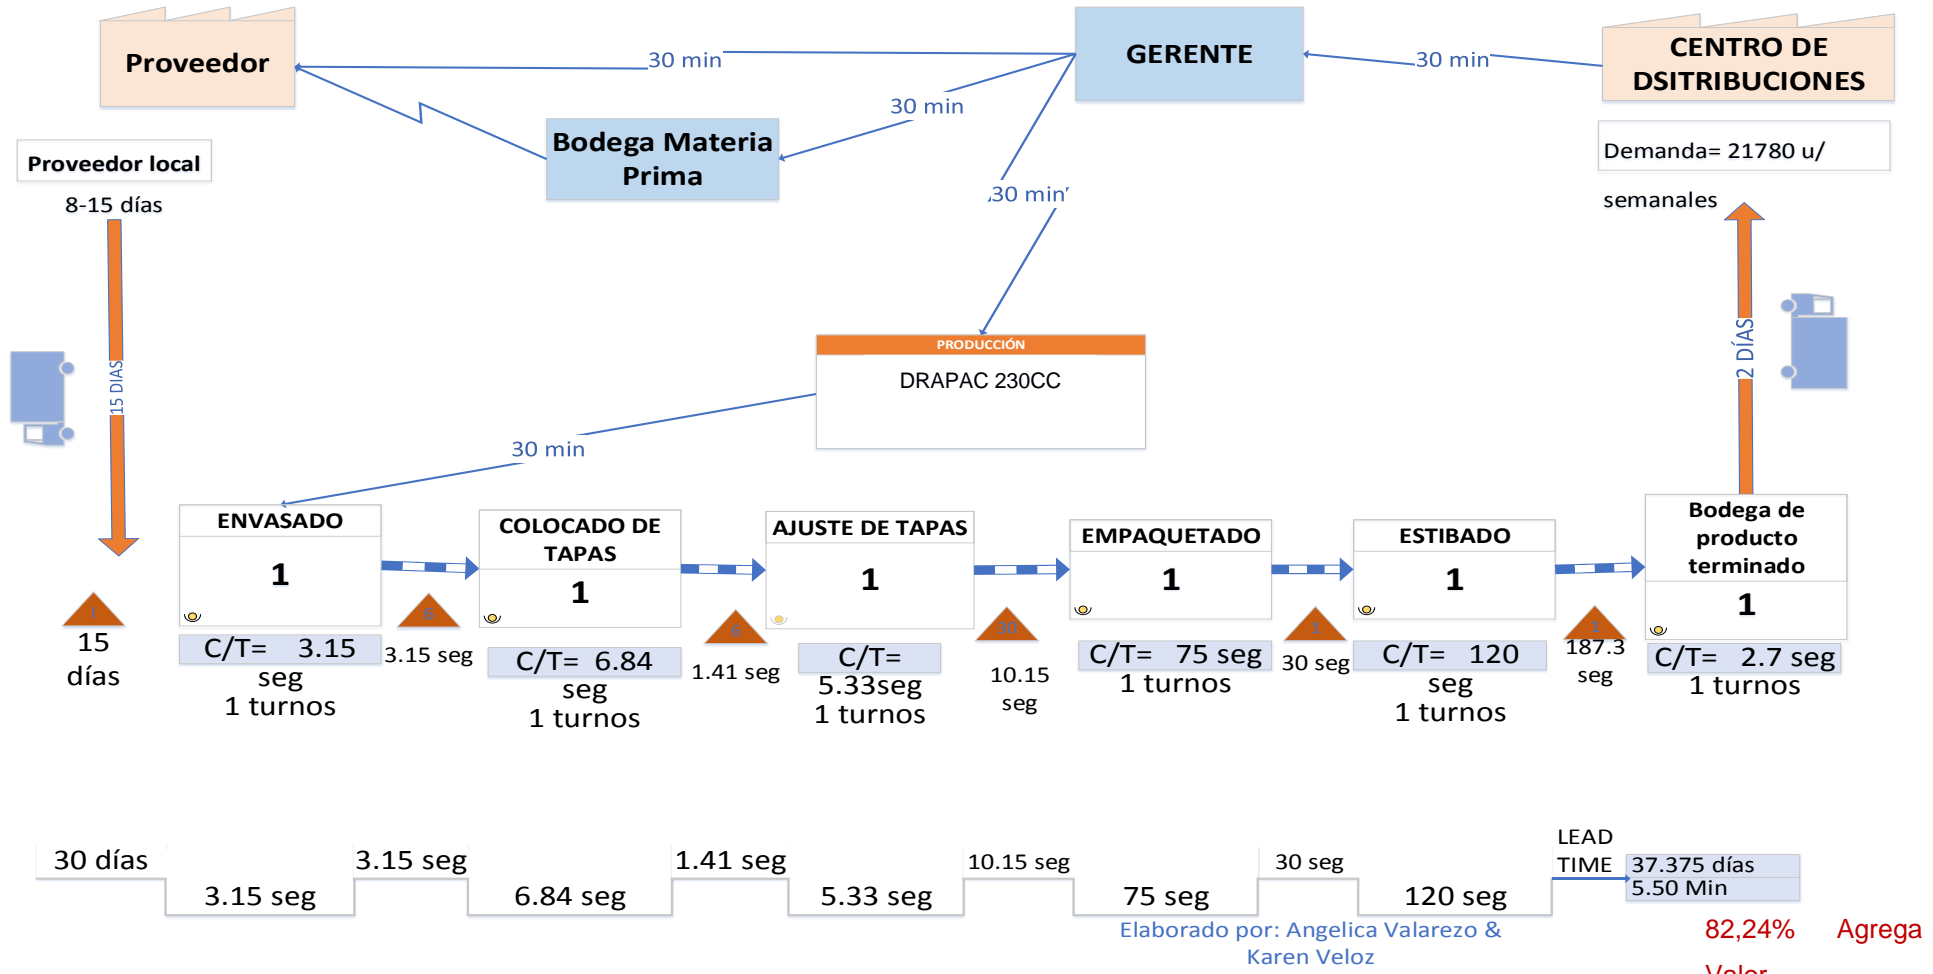 Proveedor
30 min
GERENTE
30 min
CENTRO DE
DSITRIBUCIONES
30 min
Bodega Materia
Prima
Proveedor local
8-15 días
30 min
Demanda= 21780 u/
semanales
15 DIAS
2 DÍAS
PRODUCCIÓN
DRAPAC 230CC
30 min
ENVASADO
1
C/T= 3.15
seg
1 turnos
COLOCADO DE
TAPAS
1
C/T= 6.84
seg
1 turnos
AJUSTE DE TAPAS
1
C/T=
5.33seg
1 turnos
EMPAQUETADO
1
C/T= 75 seg
1 turnos
ESTIBADO
1
C/T= 120
seg
1 turnos
Bodega de
producto
terminado
1
C/T= 2.7 seg
1 turnos
15
días
6
3.15 seg
6
1.41 seg
30
10.15
seg
1
30 seg
1
187.3
seg
30 días
3.15 seg
3.15 seg
6.84 seg
1.41 seg
5.33 seg
10.15 seg
75 seg
30 seg
120 seg
LEAD
TIME
37.375 días
5.50 Min
Elaborado por: Angelica Valarezo &
Karen Veloz
82,24% Agrega
Valor